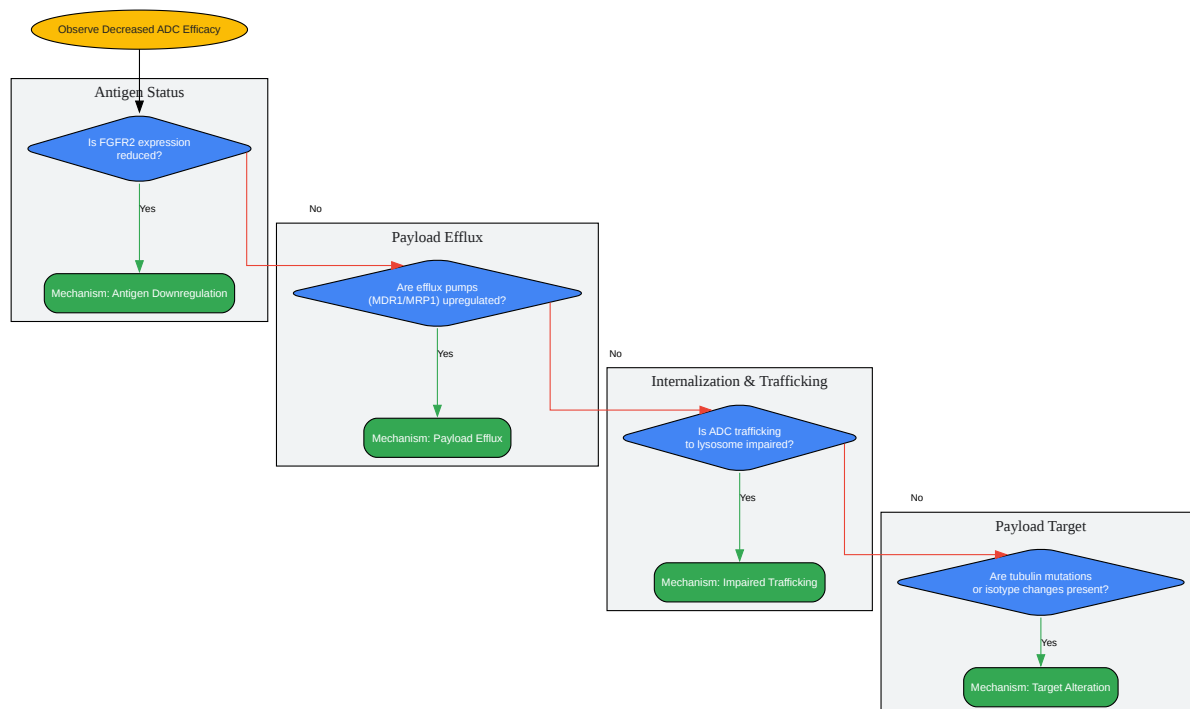 Observe Decreased ADC Efficacy
Antigen Status
Is FGFR2 expression
reduced?
Yes
No
Mechanism: Antigen Downregulation
Payload Efflux
Are efflux pumps
(MDR1/MRP1) upregulated?
Yes
No
Mechanism: Payload Efflux
Internalization & Trafficking
Is ADC trafficking
to lysosome impaired?
Yes
No
Mechanism: Impaired Trafficking
Payload Target
Are tubulin mutations
or isotype changes present?
Yes
Mechanism: Target Alteration